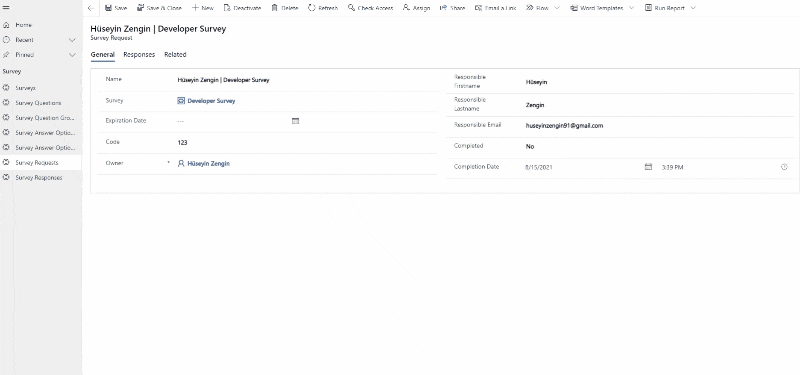 Save Save & Close New Deactivate Delete Refresh Check Access Assign Share Email a Link Flow Word Templates Run Report
Home
Recent
Pinned
Survey
Surveys
Survey Questions
Survey Question Gro...
Survey Answer Optio...
Survey Answer Optio...
Survey Requests
Survey Responses
Hüseyin Zengin | Developer Survey
Survey Request
General Responses Related
Name Hüseyin Zengin | Developer Survey
Survey Developer Survey
Expiration Date ---
Code 123
Owner * Hüseyin Zengin
Responsible Firstname Hüseyin
Responsible Lastname Zengin
Responsible Email huseyinzengin91@gmail.com
Completed No
Completion Date 8/15/2021 3:39 PM